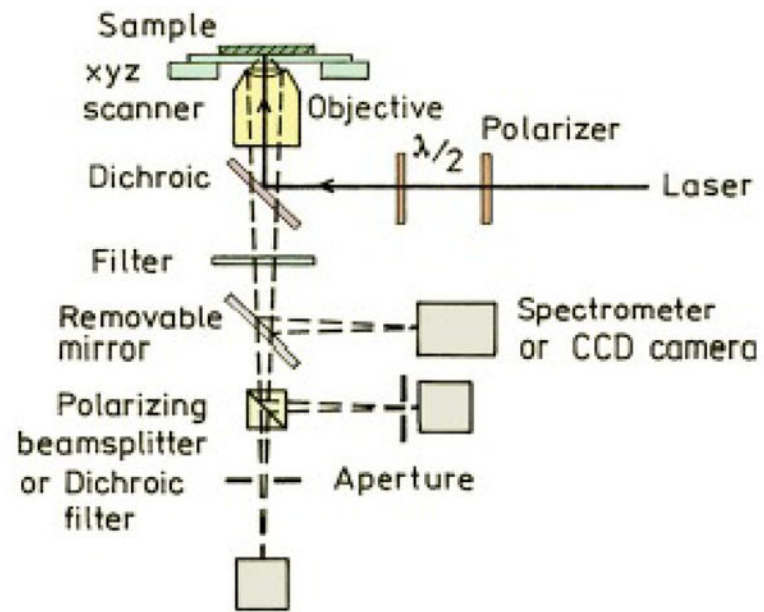 Sample
xyz
scanner
Objective
λ/2
Polarizer
Dichroic
Laser
Filter
Removable
mirror
Spectrometer
or CCD camera
Polarizing
beamsplitter
or Dichroic
filter
Aperture